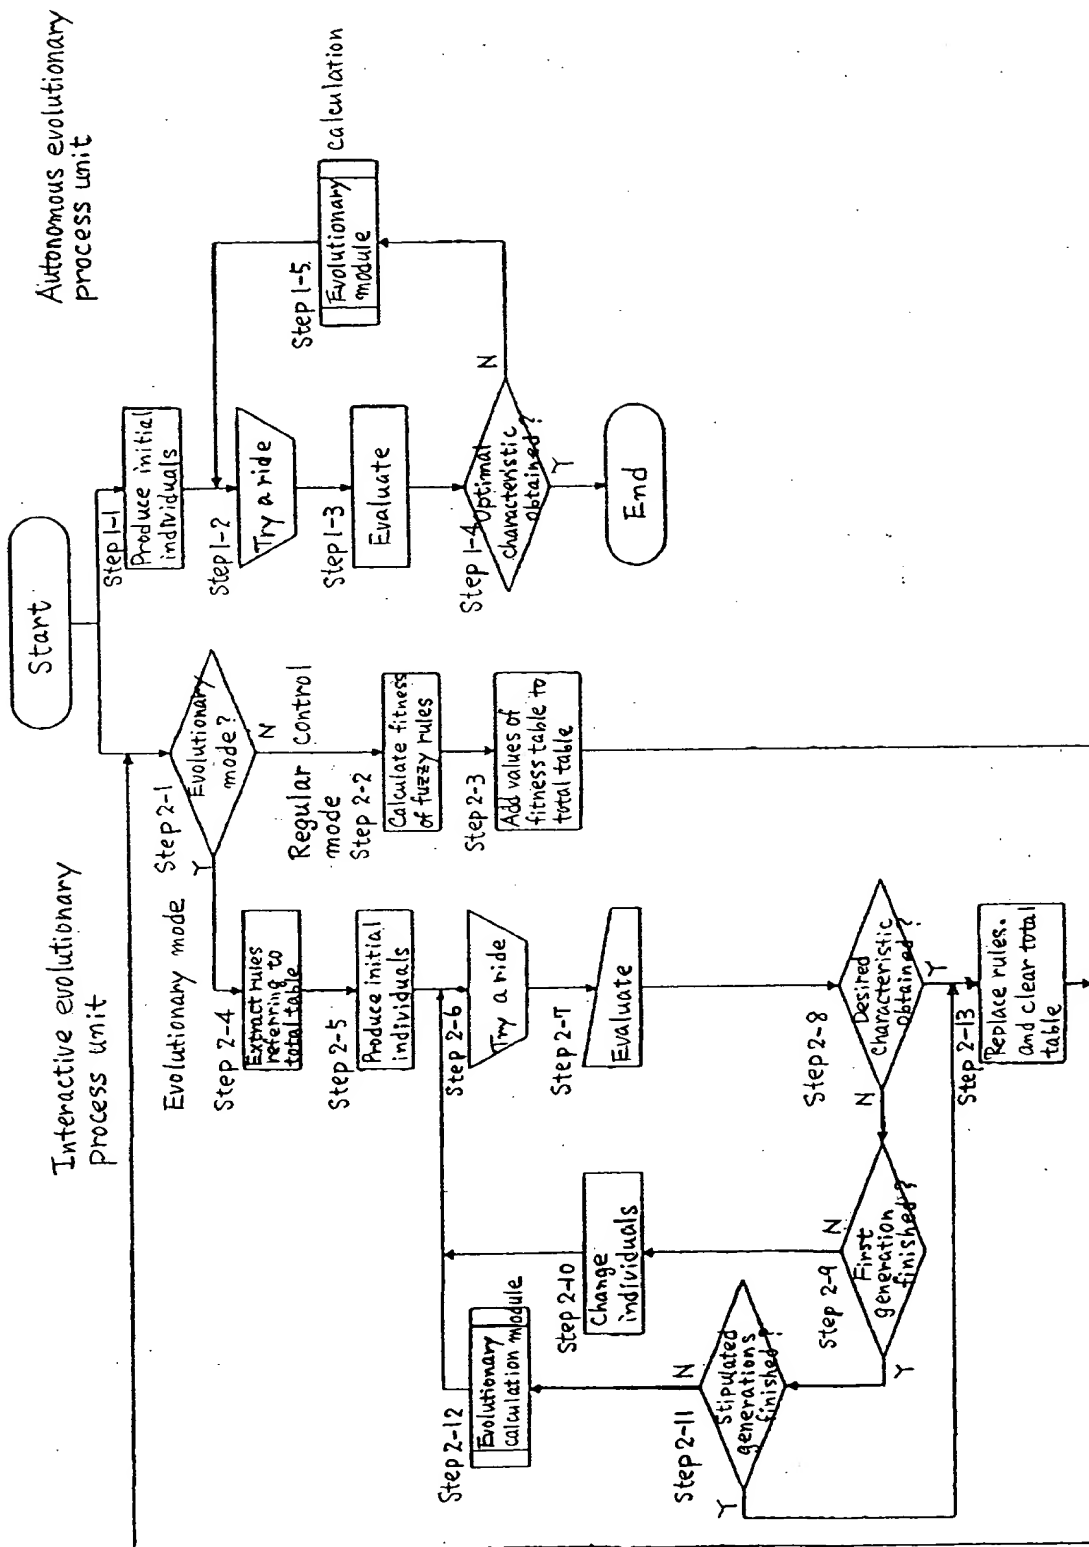 Start
Interactive evolutionary
process unit
Autonomous evolutionary
process unit
Step 1-1
Produce initial
individuals
Step 1-2
Try a ride
Step 1-3
Evaluate
Step 1-4
Optimal
characteristic
obtained?
N
Y
Step 1-5
Evolutionary
module
calculation
End
Step 2-1
Evolutionary
mode?
Y
N
Evolutionary mode
Regular control
mode
Step 2-2
Calculate fitness
of fuzzy rules
Step 2-3
Add values of
fitness table to
total table
Step 2-4
Extract rules
referring to
total table
Step 2-5
Produce initial
individuals
Step 2-6
Try a ride
Step 2-7
Evaluate
Step 2-8
Desired
characteristic
obtained?
N
Y
Step 2-9
First
generation
finished?
N
Y
Step 2-10
Change
individuals
Step 2-11
Stipulated
generations
finished?
N
Y
Step 2-12
Evolutionary
calculation module
Step 2-13
Replace rules.
and clear total
table